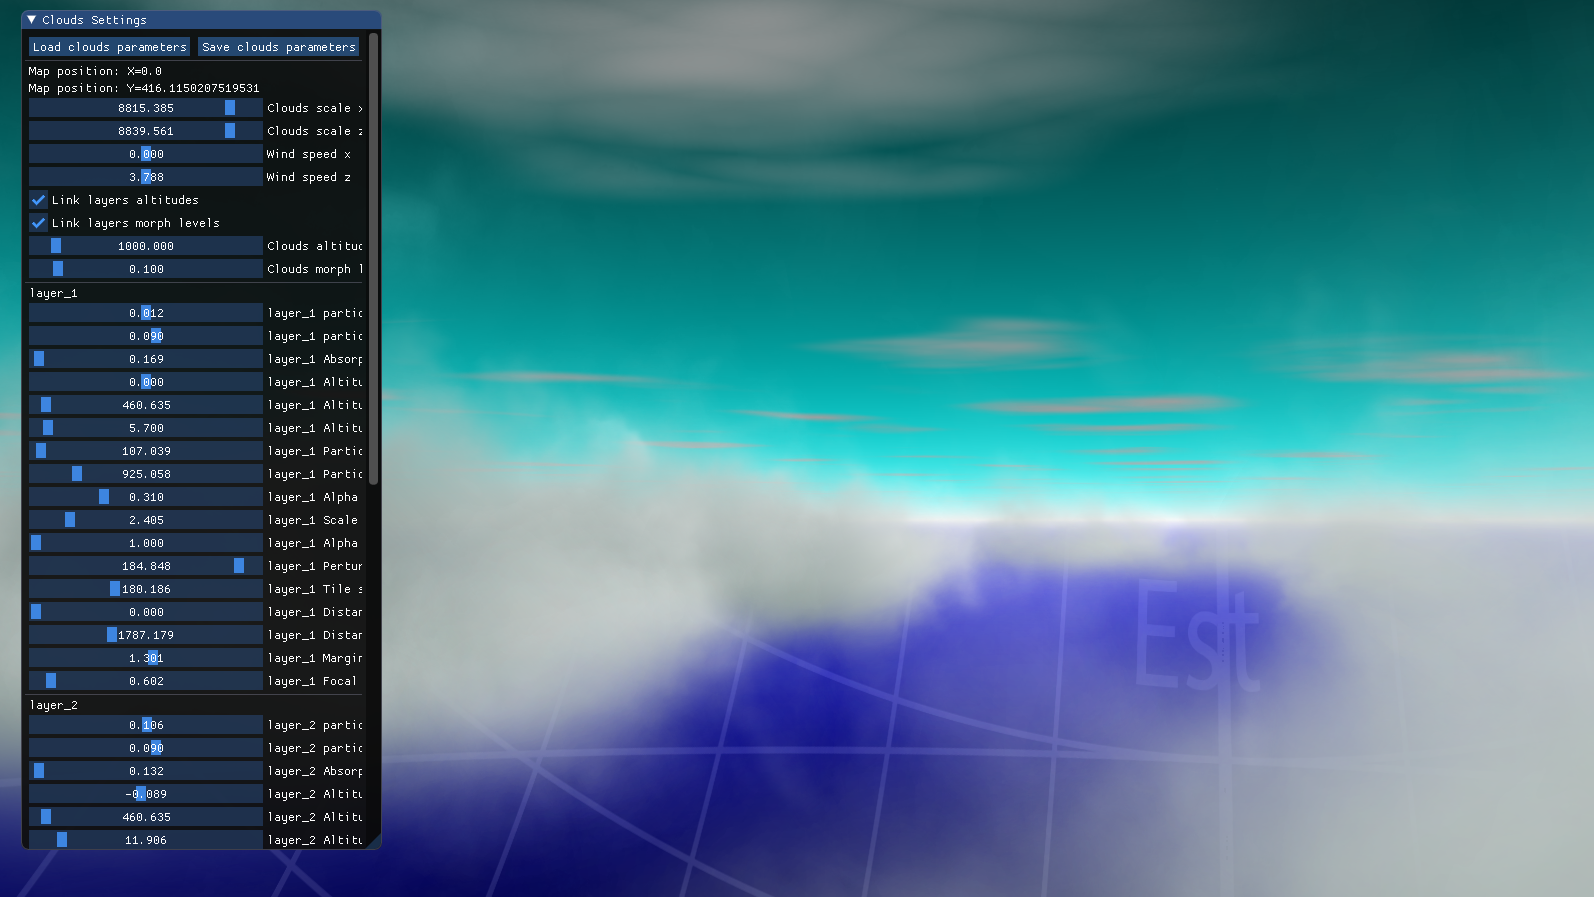 Clouds Settings
Load clouds parameters Save clouds parameters
Map position: X=0.0
Map position: Y=416.1150207519531
8815.385 Clouds scale x
8839.561 Clouds scale z
0.000 Wind speed x
3.788 Wind speed z
Link layers altitudes
Link layers morph levels
1000.000 Clouds altitud
0.100 Clouds morph l
layer_1
0.012 layer_1 partic
0.090 layer_1 partic
0.169 layer_1 Absorp
0.000 layer_1 Altitu
460.635 layer_1 Altitu
5.700 layer_1 Altitu
107.039 layer_1 Partic
925.058 layer_1 Partic
0.310 layer_1 Alpha
2.405 layer_1 Scale
1.000 layer_1 Alpha
184.848 layer_1 Pertur
180.186 layer_1 Tile s
0.000 layer_1 Distan
1787.179 layer_1 Distan
1.301 layer_1 Margin
0.602 layer_1 Focal
layer_2
0.106 layer_2 partic
0.090 layer_2 partic
0.132 layer_2 Absorp
-0.089 layer_2 Altitu
460.635 layer_2 Altitu
11.906 layer_2 Altitu
Est